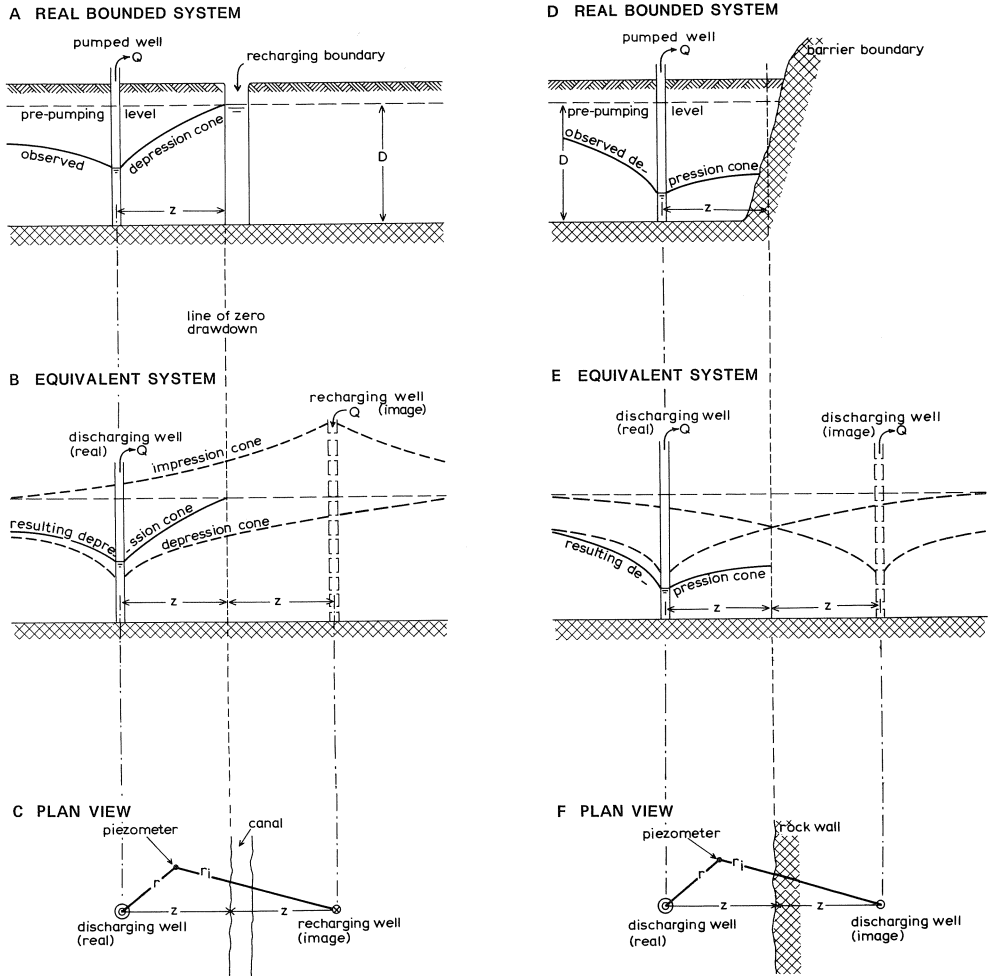 A REAL BOUNDED SYSTEM
pumped well
Q
recharging boundary
pre-pumping level
observed
depression cone
D
z
line of zero
drawdown
B EQUIVALENT SYSTEM
recharging well
Q (image)
discharging well
(real)
Q
impression cone
resulting depre
ssion cone
depression cone
z
z
C PLAN VIEW
piezometer
canal
r
ri
z
z
discharging well
(real)
recharging well
(image)
D REAL BOUNDED SYSTEM
pumped well
Q
barrier boundary
pre-pumping level
observed de-
pression cone
D
z
E EQUIVALENT SYSTEM
discharging well
(real)
Q
discharging well
(image)
Q
resulting de-
pression cone
z
z
F PLAN VIEW
piezometer
rock wall
r
ri
z
z
discharging well
(real)
discharging well
(image)